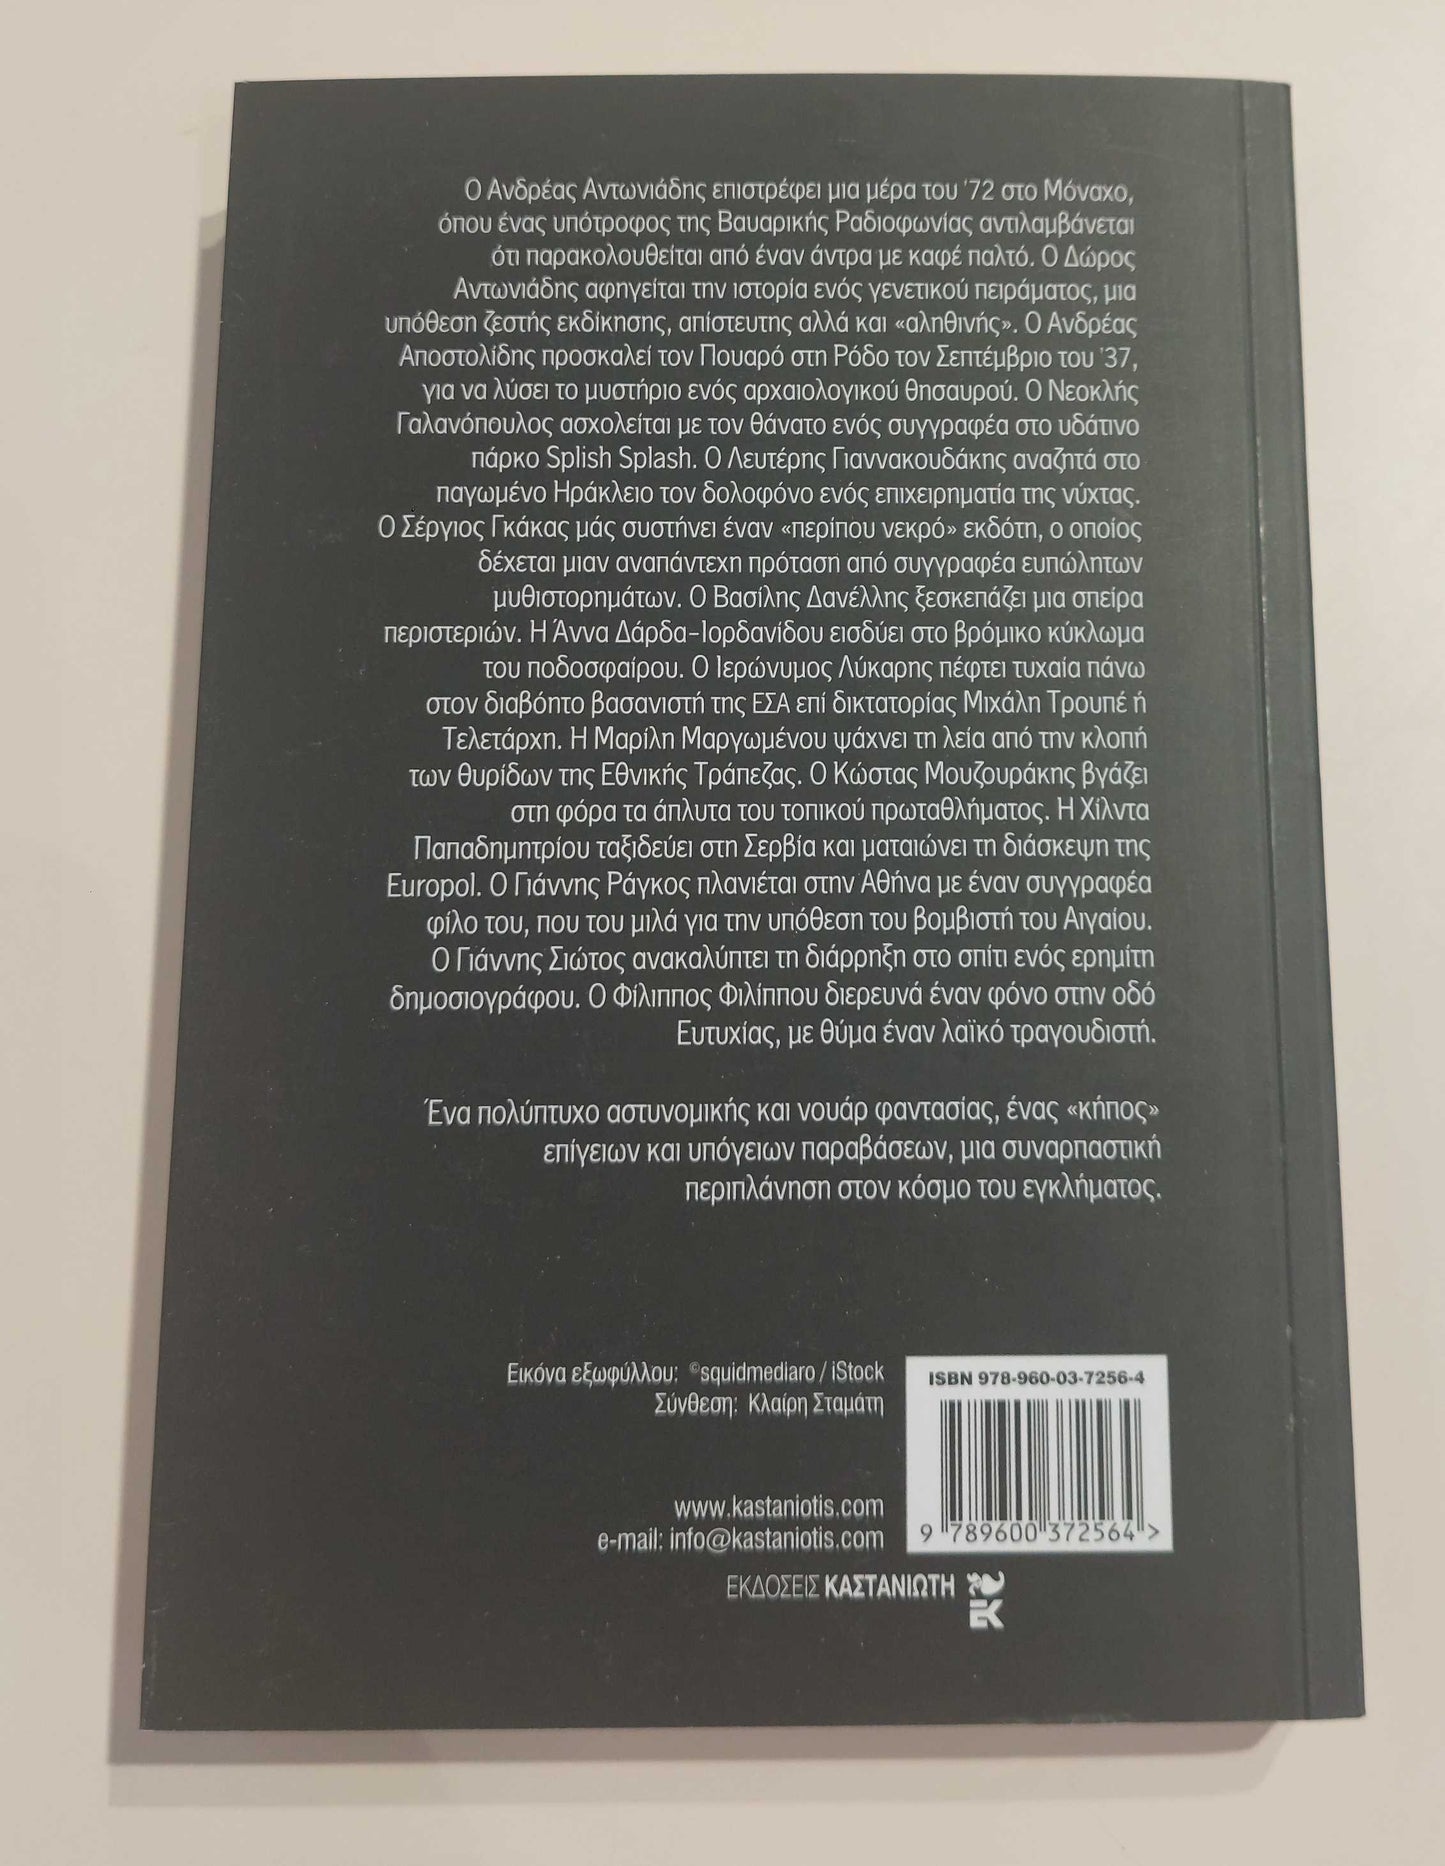 Ο Ανδρέας Αντωνιάδης επιστρέφει μια μέρα του '72 στο Μόναχο,
όπου ένας υπότροφος της Βαυαρικής Ραδιοφωνίας αντιλαμβάνεται
ότι παρακολουθείται από έναν άντρα με καφέ παλτό. Ο Δώρος
Αντωνιάδης αφηγείται την ιστορία ενός γενετικού πειράματος, μια
υπόθεση ζεστής εκδίκησης, απίστευτης αλλά και «αληθινής». Ο Ανδρέας
Αποστολίδης προσκαλεί τον Πουαρό στη Ρόδο τον Σεπτέμβριο του '37,
για να λύσει το μυστήριο ενός αρχαιολογικού θησαυρού. Ο Νεοκλής
Γαλανόπουλος ασχολείται με τον θάνατο ενός συγγραφέα στο υδάτινο
πάρκο Splish Splash. Ο Λευτέρης Γιαννακουδάκης αναζητά στο
παγωμένο Ηράκλειο τον δολοφόνο ενός επιχειρηματία της νύχτας.
Ο Σέργιος Γκάκας μάς συστήνει έναν «περίπου νεκρό» εκδότη, ο οποίος
δέχεται μιαν αναπάντεχη πρόταση από συγγραφέα ευπώλητων
μυθιστορημάτων. Ο Βασίλης Δανέλλης ξεσκεπάζει μια σπείρα
περιστεριών. Η Άννα Δάρδα-Ιορδανίδου εισδύει στο βρόμικο κύκλωμα
του ποδοσφαίρου. Ο Ιερώνυμος Λύκαρης πέφτει τυχαία πάνω
στον διαβόητο βασανιστή της ΕΣΑ επί δικτατορίας Μιχάλη Τρουπέ ή
Τελετάρχη. Η Μαρίλη Μαργωμένου ψάχνει τη λεία από την κλοπή
των θυρίδων της Εθνικής Τράπεζας. Ο Κώστας Μουζουράκης βγάζει
στη φόρα τα άπλυτα του τοπικού πρωταθλήματος. Η Χίλντα
Παπαδημητρίου ταξιδεύει στη Σερβία και ματαιώνει τη διάσκεψη της
Europol. Ο Γιάννης Ράγκος πλανιέται στην Αθήνα με έναν συγγραφέα
φίλο του, που του μιλά για την υπόθεση του βομβιστή του Αιγαίου.
Ο Γιάννης Σιώτος ανακαλύπτει τη διάρρηξη στο σπίτι ενός ερημίτη
δημοσιογράφου. Ο Φίλιππος Φιλίππου διερευνά έναν φόνο στην οδό
Ευτυχίας, με θύμα έναν λαϊκό τραγουδιστή.
Ένα πολύπτυχο αστυνομικής και νουάρ φαντασίας, ένας «κήπος»
επίγειων και υπόγειων παραβάσεων, μια συναρπαστική
περιπλάνηση στον κόσμο του εγκλήματος.
Εικόνα εξωφύλλου: ©squidmediaro / iStock
Σύνθεση: Κλαίρη Σταμάτη
ISBN 978-960-03-7256-4
9 789600 372564 >
www.kastaniotis.com
e-mail: info@kastaniotis.com
ΕΚΔΟΣΕΙΣ ΚΑΣΤΑΝΙΩΤΗ
ΕΚ